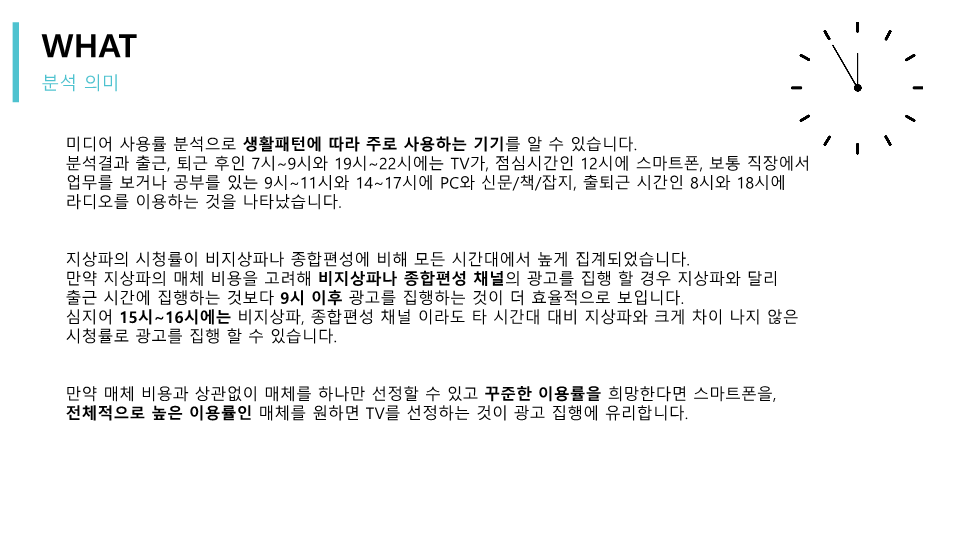 WHAT
분석 의미
미디어 사용률 분석으로 생활패턴에 따라 주로 사용하는 기기를 알 수 있습니다.
분석결과 출근, 퇴근 후인 7시~9시와 19시~22시에는 TV가, 점심시간인 12시에 스마트폰, 보통 직장에서
업무를 보거나 공부를 있는 9시~11시와 14~17시에 PC와 신문/책/잡지, 출퇴근 시간인 8시와 18시에
라디오를 이용하는 것을 나타났습니다.
지상파의 시청률이 비지상파나 종합편성에 비해 모든 시간대에서 높게 집계되었습니다.
만약 지상파의 매체 비용을 고려해 비지상파나 종합편성 채널의 광고를 집행 할 경우 지상파와 달리
출근 시간에 집행하는 것보다 9시 이후 광고를 집행하는 것이 더 효율적으로 보입니다.
심지어 15시~16시에는 비지상파, 종합편성 채널 이라도 타 시간대 대비 지상파와 크게 차이 나지 않은
시청률로 광고를 집행 할 수 있습니다.
만약 매체 비용과 상관없이 매체를 하나만 선정할 수 있고 꾸준한 이용률을 희망한다면 스마트폰을,
전체적으로 높은 이용률인 매체를 원하면 TV를 선정하는 것이 광고 집행에 유리합니다.